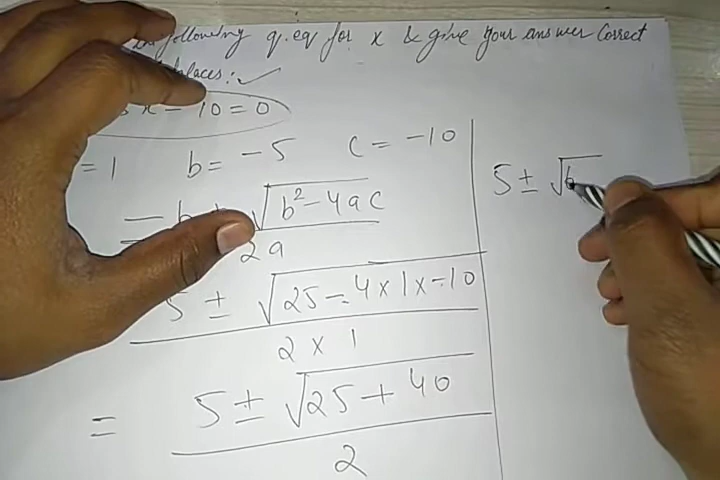 following q.eq for x & give your answer Correct
places:-
x - 10 = 0
= 1 b = -5 c = -10
= -b ± √b² - 4ac
2a
5 ± √25 - 4 × 1 × -10
2 × 1
= 5 ± √25 + 40
2
5 ± √6